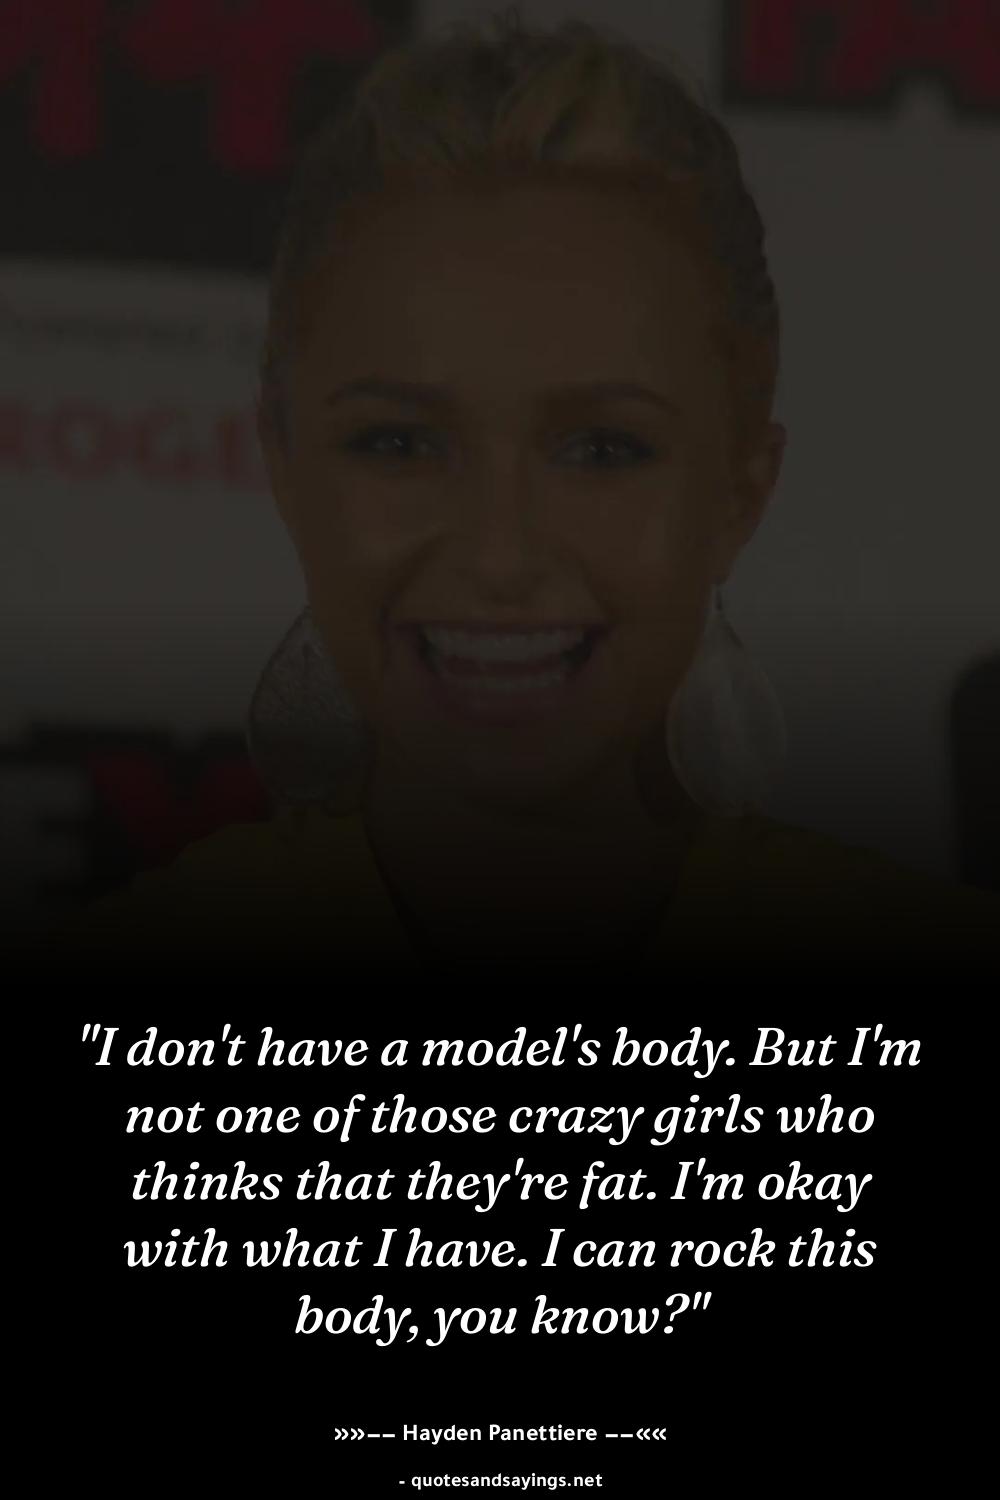 "I don't have a model's body. But I'm
not one of those crazy girls who
thinks that they're fat. I'm okay
with what I have. I can rock this
body, you know?"
»»−− Hayden Panettiere −−««
- quotesandsayings.net